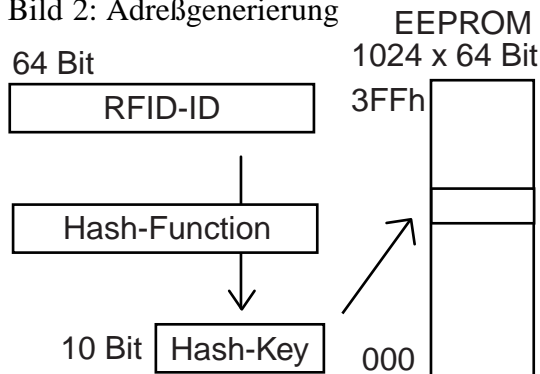 Bild 2: Adreßgenerierung
EEPROM
1024 x 64 Bit
64 Bit
RFID-ID
3FFh
Hash-Function
10 Bit
Hash-Key
000